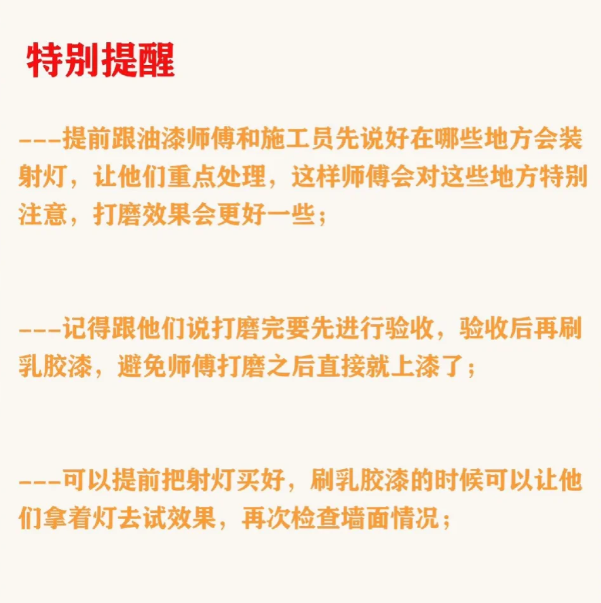 特别提醒
---提前跟油漆师傅和施工员先说好在哪些地方会装
射灯，让他们重点处理，这样师傅会对这些地方特别
注意，打磨效果会更好一些；
---记得跟他们说打磨完要先进行验收，验收后再刷
乳胶漆，避免师傅打磨之后直接就上漆了；
---可以提前把射灯买好，刷乳胶漆的时候可以让他
们拿着灯去试效果，再次检查墙面情况；